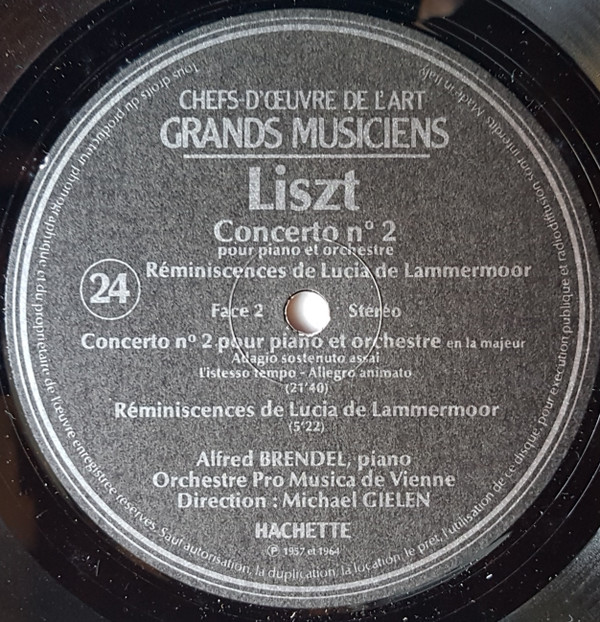 CHEFS-D'ŒUVRE DE L'ART
GRANDS MUSICIENS
Liszt
Concerto nº 2
pour piano et orchestre
Réminiscences de Lucia de Lammermoor
24
Face 2 Stéréo
Concerto nº 2 pour piano et orchestre en la majeur
Adagio sostenuto assai
L'istesso tempo - Allegro animato
(21'40)
Réminiscences de Lucia de Lammermoor
(5'22)
Alfred BRENDEL, piano
Orchestre Pro Musica de Vienne
Direction : Michael GIELEN
HACHETTE
℗ 1957 et 1964
Tous droits du producteur phonographique et du propriétaire de l'œuvre enregistrée réservés. Sauf autorisation, la duplication, la location, le prêt, l'utilisation de ce disque pour exécution publique et radiodiffusion sont interdits. Made in Italy